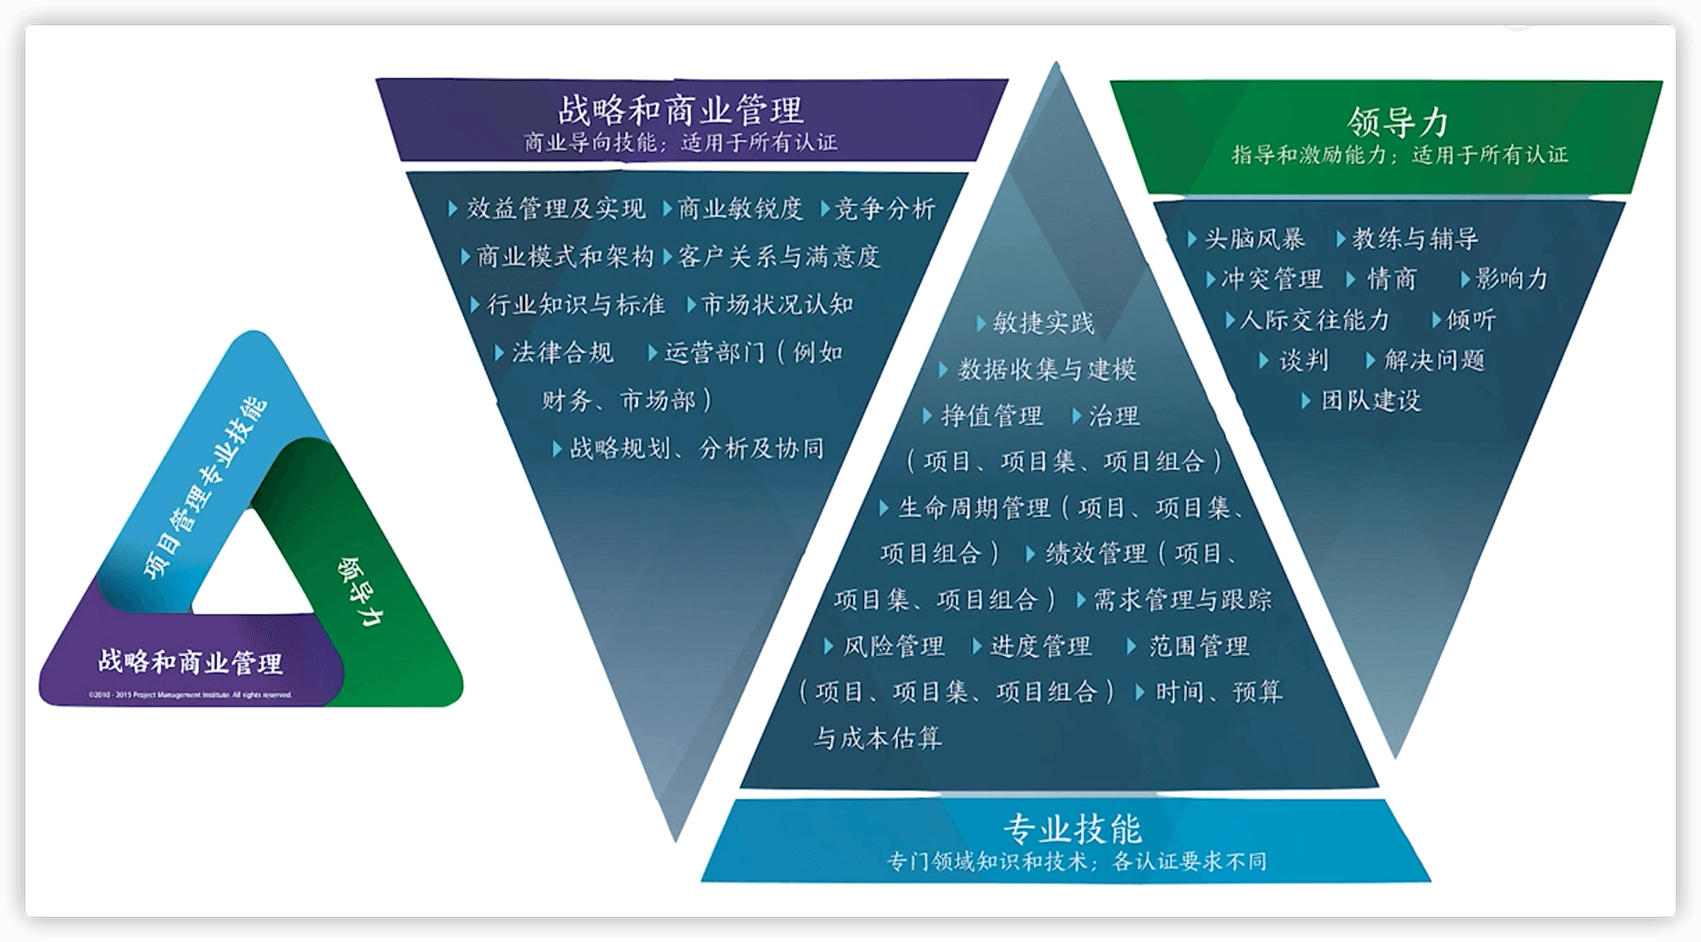 战略和商业管理
商业导向技能；适用于所有认证
效益管理及实现 商业敏锐度 竞争分析
商业模式和架构 客户关系与满意度
行业知识与标准 市场状况认知
法律合规 运营部门（例如
财务、市场部）
战略规划、分析及协同
敏捷实践
数据收集与建模
挣值管理 治理
（项目、项目集、项目组合）
生命周期管理（项目、项目集、
项目组合） 绩效管理（项目、
项目集、项目组合） 需求管理与跟踪
风险管理 进度管理 范围管理
（项目、项目集、项目组合） 时间、预算
与成本估算
专业技能
专门领域知识和技术；各认证要求不同
领导力
指导和激励能力；适用于所有认证
头脑风暴 教练与辅导
冲突管理 情商 影响力
人际交往能力 倾听
谈判 解决问题
团队建设
项目管理专业技能
领导力
战略和商业管理
©2010 - 2015 Project Management Institute. All rights reserved.